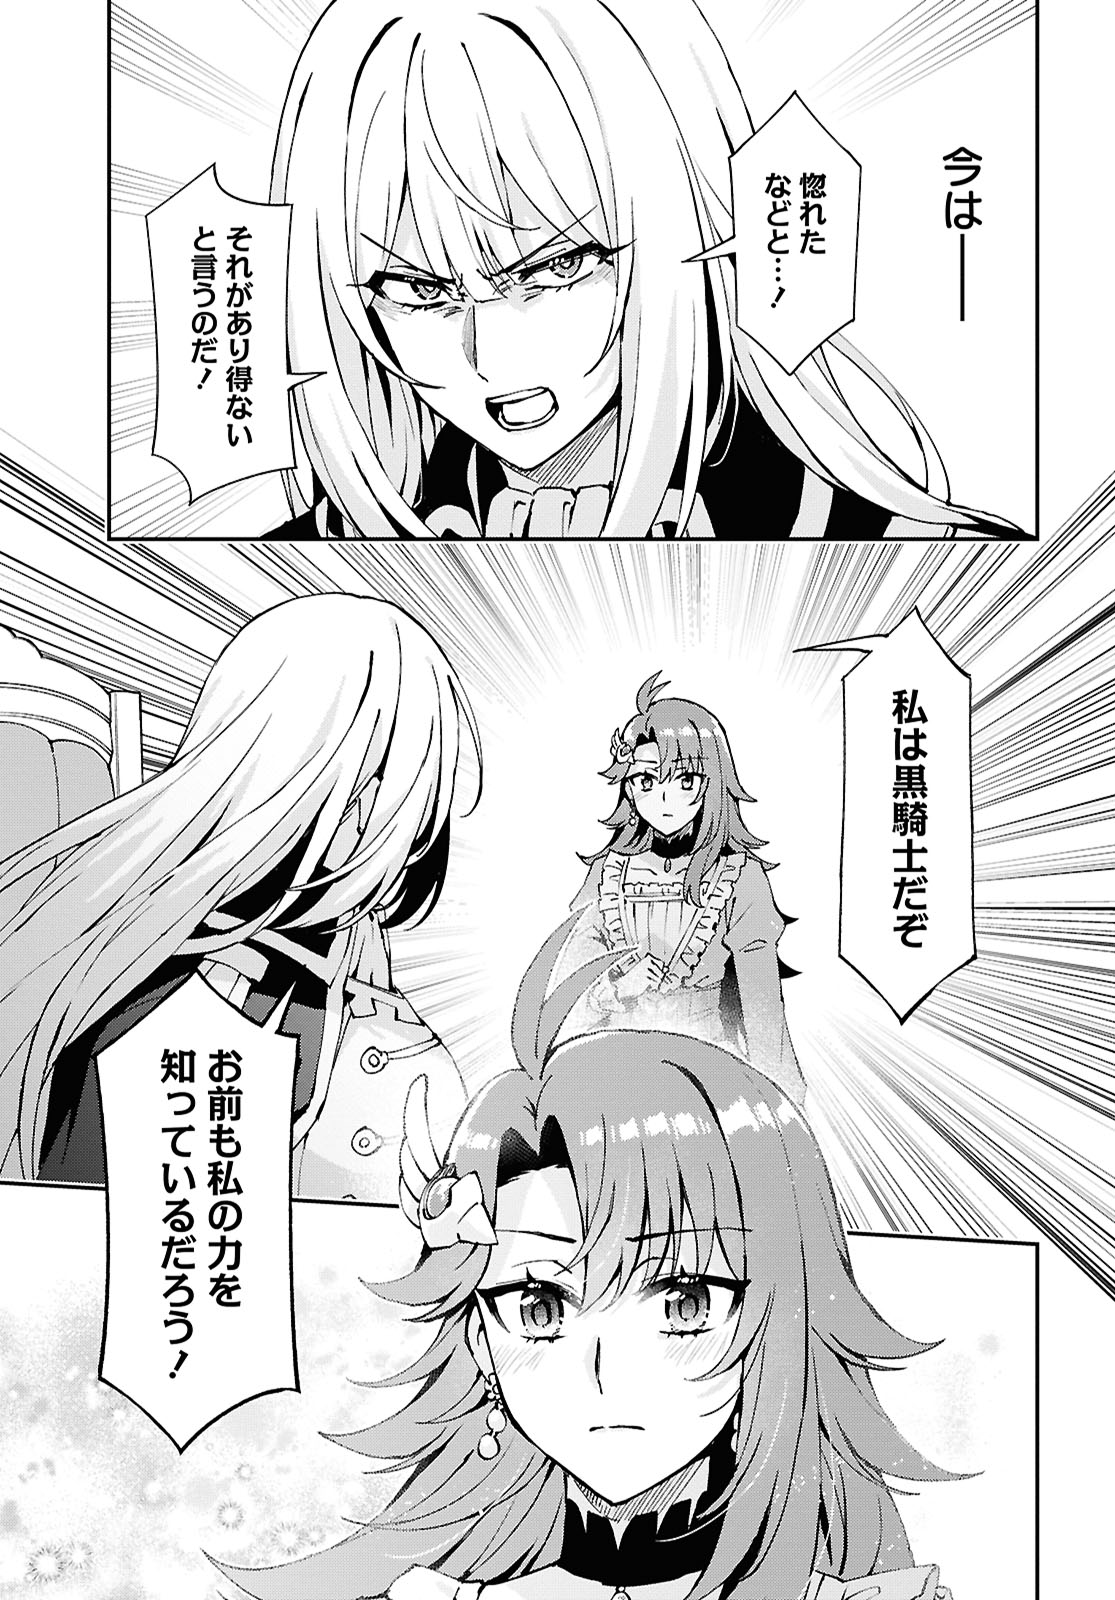 今は――
惚れた
などと…！
それがあり得ない
と言うのだ！
私は黒騎士だぞ
お前も私の力を
知っているだろう！